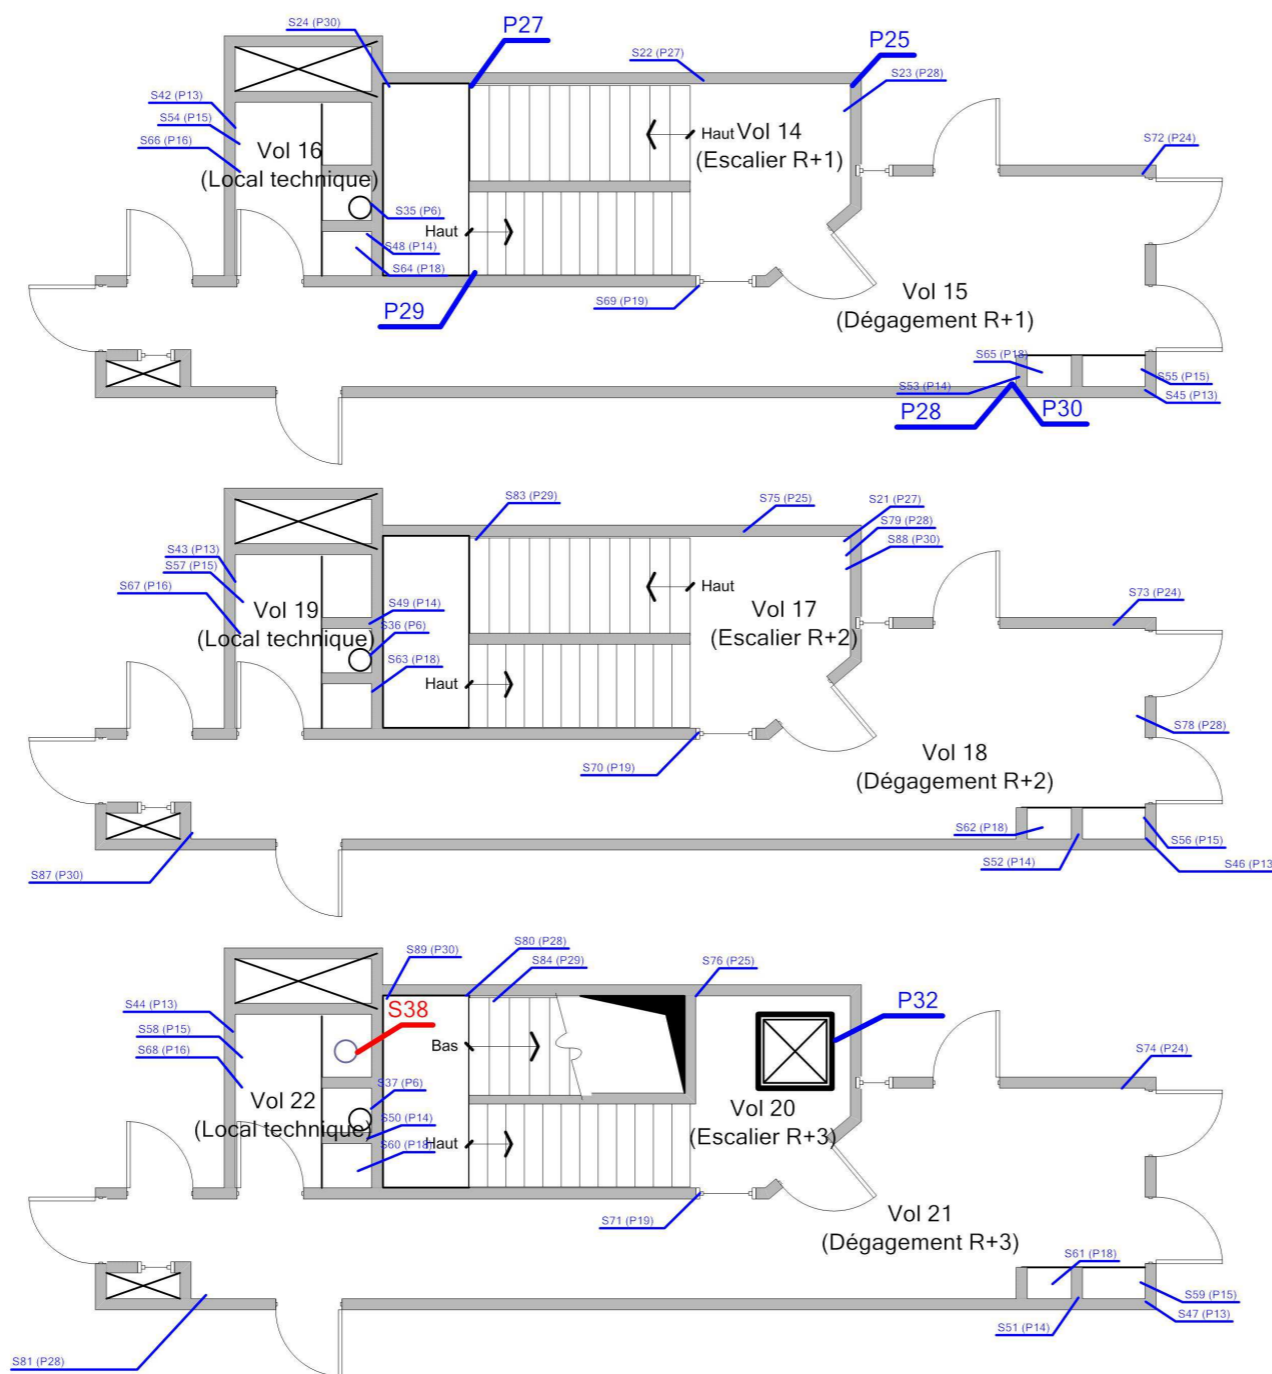 S24 (P30)
P27
S22 (P27)
P25
S23 (P28)
S42 (P13)
S54 (P15)
S66 (P16)
Vol 16
(Local technique)
Haut
Vol 14
(Escalier R+1)
S72 (P24)
S35 (P6)
Haut
S48 (P14)
S64 (P18)
P29
S69 (P19)
Vol 15
(Dégagement R+1)
S65 (P18)
S53 (P14)
S55 (P15)
S45 (P13)
P28
P30
S83 (P29)
S75 (P25)
S21 (P27)
S79 (P28)
S88 (P30)
S43 (P13)
S57 (P15)
S67 (P16)
Vol 19
(Local technique)
S49 (P14)
S36 (P6)
S63 (P18)
Haut
Haut
Vol 17
(Escalier R+2)
S73 (P24)
S78 (P28)
S70 (P19)
Vol 18
(Dégagement R+2)
S62 (P18)
S52 (P14)
S56 (P15)
S46 (P13
S87 (P30)
S89 (P30)
S80 (P28)
S84 (P29)
S76 (P25)
S44 (P13)
S58 (P15)
S68 (P16)
S38
P32
Bas
S74 (P24)
Vol 22
(Local technique)
S37 (P6)
S50 (P14)
S60 (P18)
Haut
Vol 20
(Escalier R+3)
S71 (P19)
Vol 21
(Dégagement R+3)
S61 (P18)
S59 (P15)
S47 (P13)
S51 (P14)
S81 (P28)